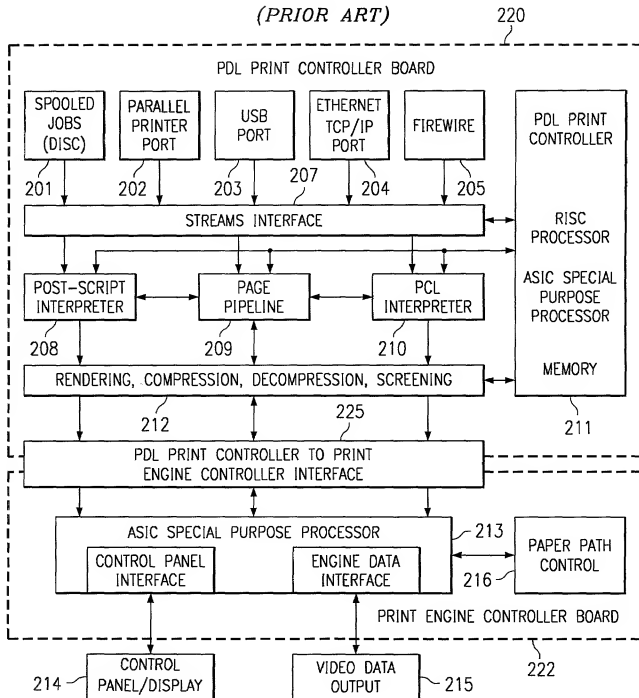 (PRIOR ART)
220
PDL PRINT CONTROLLER BOARD
SPOOLED
JOBS
(DISC)
PARALLEL
PRINTER
PORT
USB
PORT
ETHERNET
TCP/IP
PORT
FIREWIRE
PDL PRINT
CONTROLLER
RISC
PROCESSOR
ASIC SPECIAL
PURPOSE
PROCESSOR
MEMORY
201
202
203
207
204
205
STREAMS INTERFACE
POST-SCRIPT
INTERPRETER
PAGE
PIPELINE
PCL
INTERPRETER
208
209
210
RENDERING, COMPRESSION, DECOMPRESSION, SCREENING
212
225
211
PDL PRINT CONTROLLER TO PRINT
ENGINE CONTROLLER INTERFACE
ASIC SPECIAL PURPOSE PROCESSOR
213
CONTROL PANEL
INTERFACE
ENGINE DATA
INTERFACE
216
PAPER PATH
CONTROL
PRINT ENGINE CONTROLLER BOARD
214
CONTROL
PANEL/DISPLAY
VIDEO DATA
OUTPUT
215
222